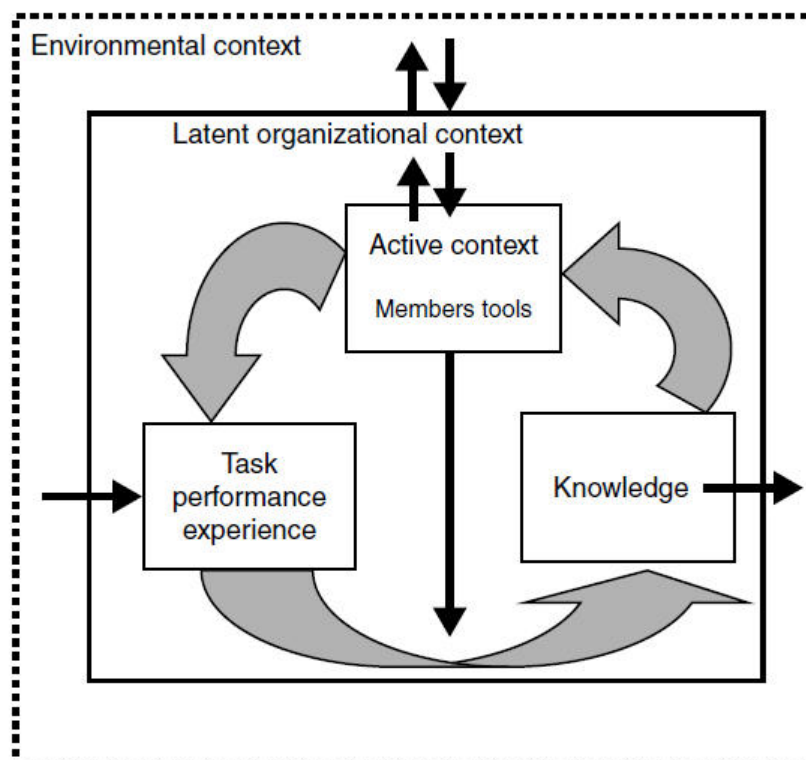 Environmental context
Latent organizational context
Active context
Members tools
Task
performance
experience
Knowledge